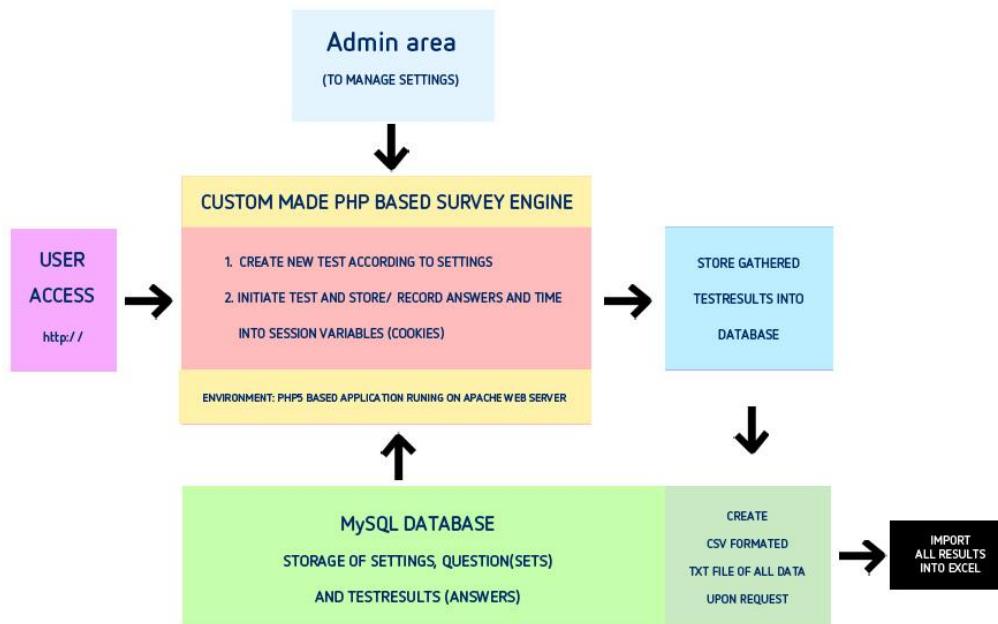 Admin area
(TO MANAGE SETTINGS)
CUSTOM MADE PHP BASED SURVEY ENGINE
USER
ACCESS
http://
1. CREATE NEW TEST ACCORDING TO SETTINGS
2. INITIATE TEST AND STORE/ RECORD ANSWERS AND TIME
INTO SESSION VARIABLES (COOKIES)
STORE GATHERED
TESTRESULTS INTO
DATABASE
ENVIRONMENT: PHP5 BASED APPLICATION RUNING ON APACHE WEB SERVER
MySQL DATABASE
STORAGE OF SETTINGS, QUESTION(SETS)
AND TESTRESULTS (ANSWERS)
CREATE
CSV FORMATED
TXT FILE OF ALL DATA
UPON REQUEST
IMPORT
ALL RESULTS
INTO EXCEL